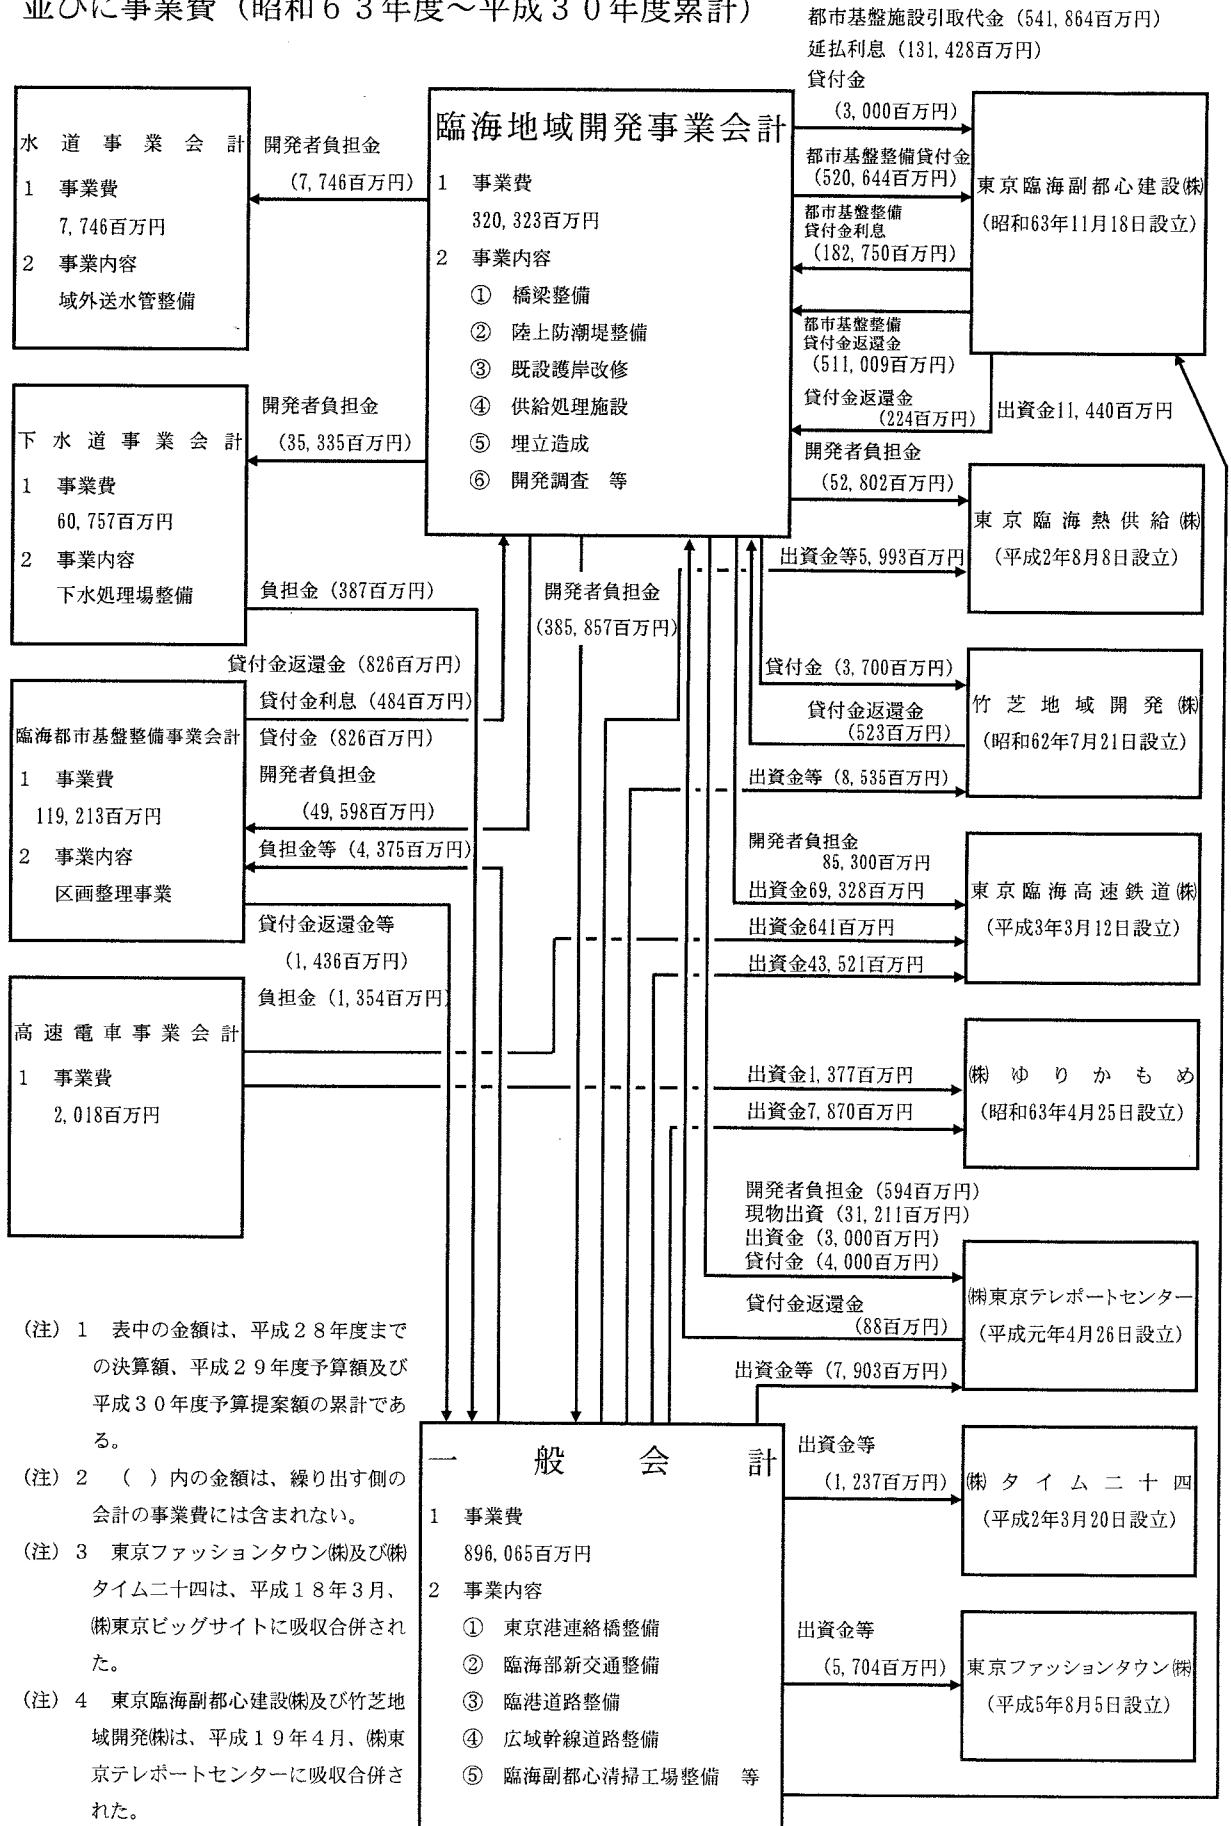 並びに事業費（昭和６３年度～平成３０年度累計）
都市基盤施設引取代金（541,864百万円）
延払利息（131,428百万円）
貸付金
（3,000百万円）
都市基盤整備貸付金
（520,644百万円）
都市基盤整備
貸付金利息
（182,750百万円）
都市基盤整備
貸付金返還金
（511,009百万円）
貸付金返還金
（224百万円）
出資金11,440百万円
東京臨海副都心建設㈱
（昭和63年11月18日設立）
水道事業会計
1　事業費
7,746百万円
2　事業内容
域外送水管整備
開発者負担金
（7,746百万円）
臨海地域開発事業会計
1　事業費
320,323百万円
2　事業内容
①　橋梁整備
②　陸上防潮堤整備
③　既設護岸改修
④　供給処理施設
⑤　埋立造成
⑥　開発調査　等
下水道事業会計
1　事業費
60,757百万円
2　事業内容
下水処理場整備
開発者負担金
（35,335百万円）
負担金（387百万円）
開発者負担金
（52,802百万円）
出資金等5,993百万円
東京臨海熱供給㈱
（平成2年8月8日設立）
開発者負担金
（385,857百万円）
貸付金返還金（826百万円）
貸付金利息（484百万円）
貸付金（826百万円）
開発者負担金
（49,598百万円）
負担金等（4,375百万円）
臨海都市基盤整備事業会計
1　事業費
119,213百万円
2　事業内容
区画整理事業
貸付金返還金等
（1,436百万円）
負担金（1,354百万円）
貸付金（3,700百万円）
貸付金返還金
（523百万円）
出資金等（8,535百万円）
竹芝地域開発㈱
（昭和62年7月21日設立）
開発者負担金
85,300百万円
出資金69,328百万円
出資金641百万円
出資金43,521百万円
東京臨海高速鉄道㈱
（平成3年3月12日設立）
高速電車事業会計
1　事業費
2,018百万円
出資金1,377百万円
出資金7,870百万円
㈱ゆりかもめ
（昭和63年4月25日設立）
開発者負担金（594百万円）
現物出資（31,211百万円）
出資金（3,000百万円）
貸付金（4,000百万円）
貸付金返還金
（88百万円）
出資金等（7,903百万円）
㈱東京テレポートセンター
（平成元年4月26日設立）
（注）1　表中の金額は、平成２８年度まで
の決算額、平成２９年度予算額及び
平成３０年度予算提案額の累計であ
る。
（注）2　（　）内の金額は、繰り出す側の
会計の事業費には含まれない。
（注）3　東京ファッションタウン㈱及び㈱
タイム二十四は、平成１８年３月、
㈱東京ビッグサイトに吸収合併され
た。
（注）4　東京臨海副都心建設㈱及び竹芝地
域開発㈱は、平成１９年４月、㈱東
京テレポートセンターに吸収合併さ
れた。
一般会計
1　事業費
896,065百万円
2　事業内容
①　東京港連絡橋整備
②　臨海部新交通整備
③　臨港道路整備
④　広域幹線道路整備
⑤　臨海副都心清掃工場整備　等
出資金等
（1,237百万円）
㈱タイム二十四
（平成2年3月20日設立）
出資金等
（5,704百万円）
東京ファッションタウン㈱
（平成5年8月5日設立）